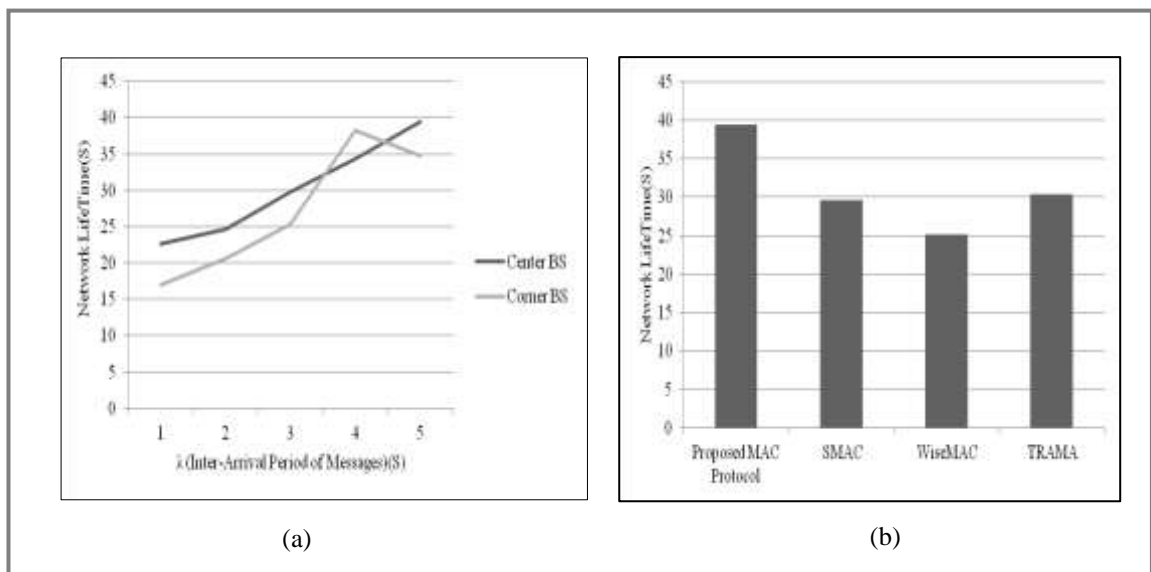 45
40
35
30
25
20
15
10
5
0
Network LifeTime(S)
1 2 3 4 5
λ (Inter-Arrival Period of Messages)(S)
Center BS
Corner BS
(a)
45
40
35
30
25
20
15
10
5
0
Network LifeTime(S)
Proposed MAC
Protocol
SMAC
WiseMAC
TRAMA
(b)